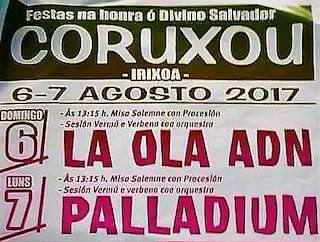 Festas na honra ó Divino Salvador
CORUXOU
- IRIXOA -
6-7 AGOSTO 2017
DOMINGO
6
- Ás 13:15 h. Misa Solemne con Procesión
- Sesión Vermú e Verbena coa orquestra
LA OLA ADN
LUNS
7
- Ás 13:15 h. Misa Solemne con Procesión
- Sesión Vermú e verbena coa orquestra
PALLADIUM